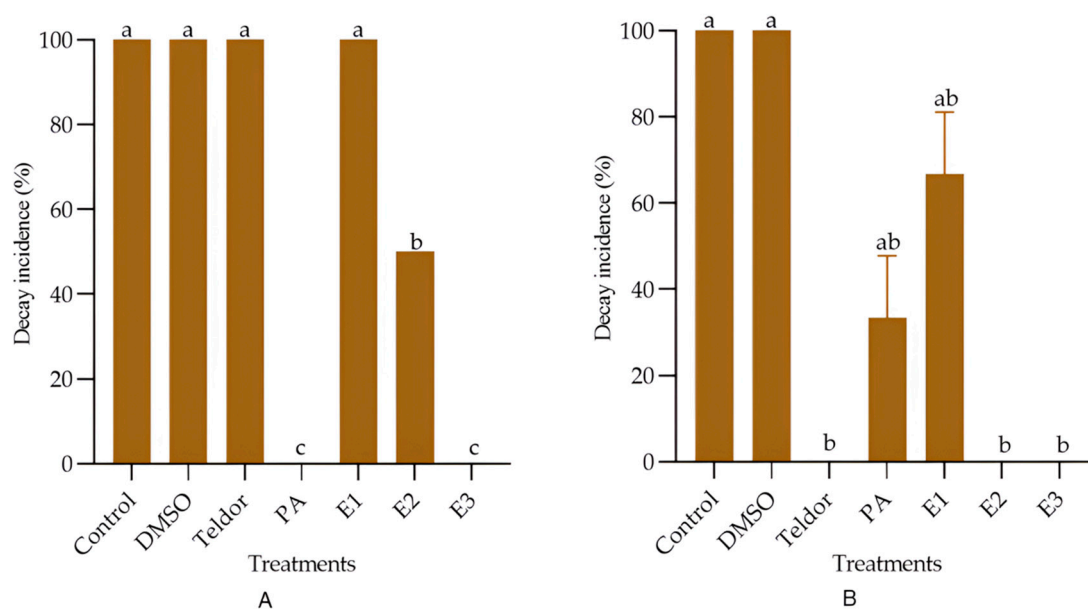 a a a a
100
80
60
40
20
0
b
c c
Decay incidence (%)
Control DMSO Teldor PA E1 E2 E3
Treatments
A
a a
100
80
60
40
20
0
ab
ab
b b b
Decay incidence (%)
Control DMSO Teldor PA E1 E2 E3
Treatments
B